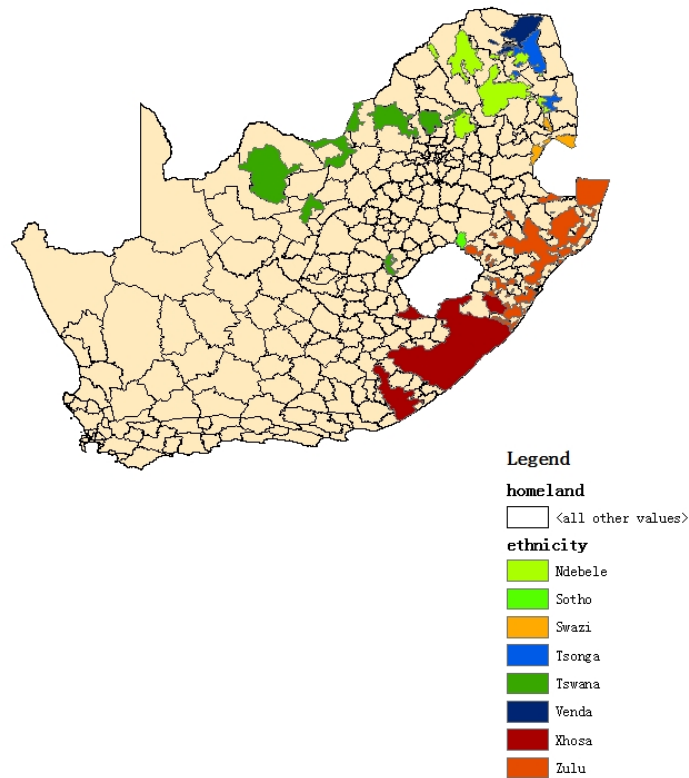 Legend
homeland
<all other values>
ethnicity
Ndebele
Sotho
Swazi
Tsonga
Tswana
Venda
Xhosa
Zulu